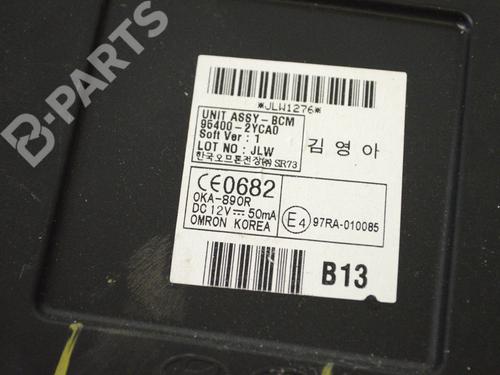 B-PARTS
*JLW1276*
UNIT ASSY-BCM
95400-2YCA0
Soft Ver : 1
LOT NO : JLW
한국오므론전장㈜ SIR73
김영아
CE0682
OKA-890R
DC 12V 50mA
OMRON KOREA
E4 97RA-010085
B13